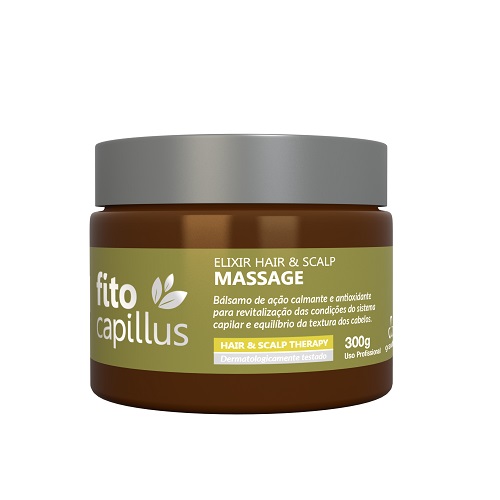 fito
capillus
ELIXIR HAIR & SCALP
MASSAGE
Bálsamo de ação calmante e antioxidante
para revitalização das condições do sistema
capilar e equilíbrio da textura dos cabelos.
HAIR & SCALP THERAPY
Dermatologicamente testado
300g
Uso Profissional